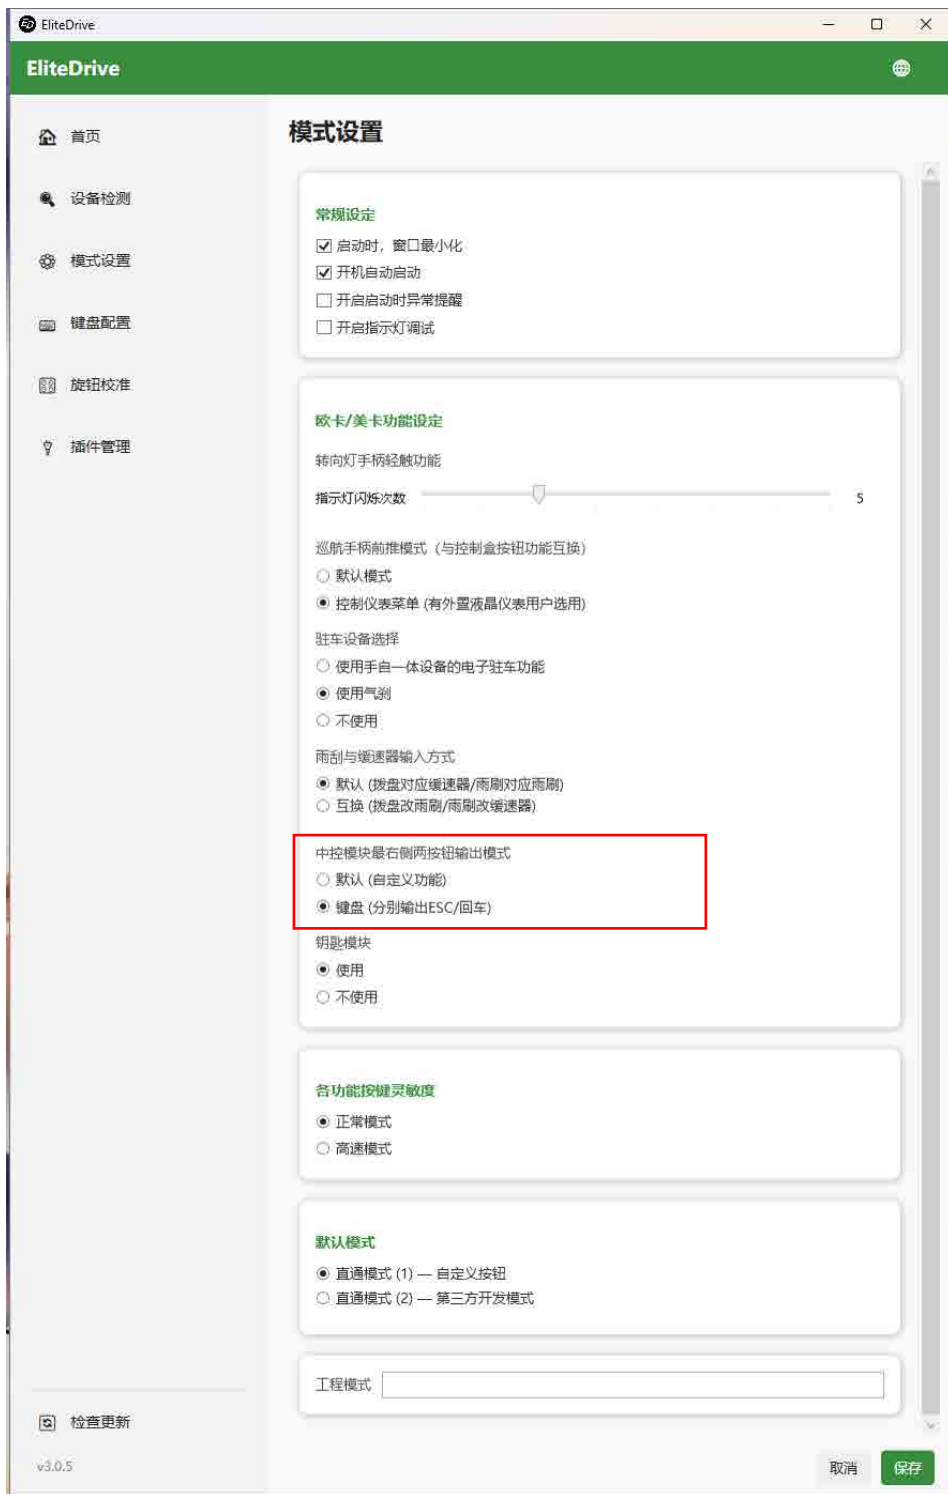 EliteDrive
EliteDrive
首页
设备检测
模式设置
键盘配置
旋钮校准
插件管理
检查更新
v3.0.5
模式设置
常规设定
启动时，窗口最小化
开机自动启动
开启启动时异常提醒
开启指示灯调试
欧卡/美卡功能设定
转向灯手柄轻触功能
指示灯闪烁次数 5
巡航手柄前推模式（与控制盒按钮功能互换）
默认模式
控制仪表菜单 (有外置液晶仪表用户选用)
驻车设备选择
使用手自一体设备的电子驻车功能
使用气刹
不使用
雨刮与缓速器输入方式
默认 (拨盘对应缓速器/雨刷对应雨刷)
互换 (拨盘改雨刷/雨刷改缓速器)
中控模块最右侧两按钮输出模式
默认 (自定义功能)
键盘 (分别输出ESC/回车)
钥匙模块
使用
不使用
各功能按键灵敏度
正常模式
高速模式
默认模式
直通模式 (1) — 自定义按钮
直通模式 (2) — 第三方开发模式
工程模式
取消
保存